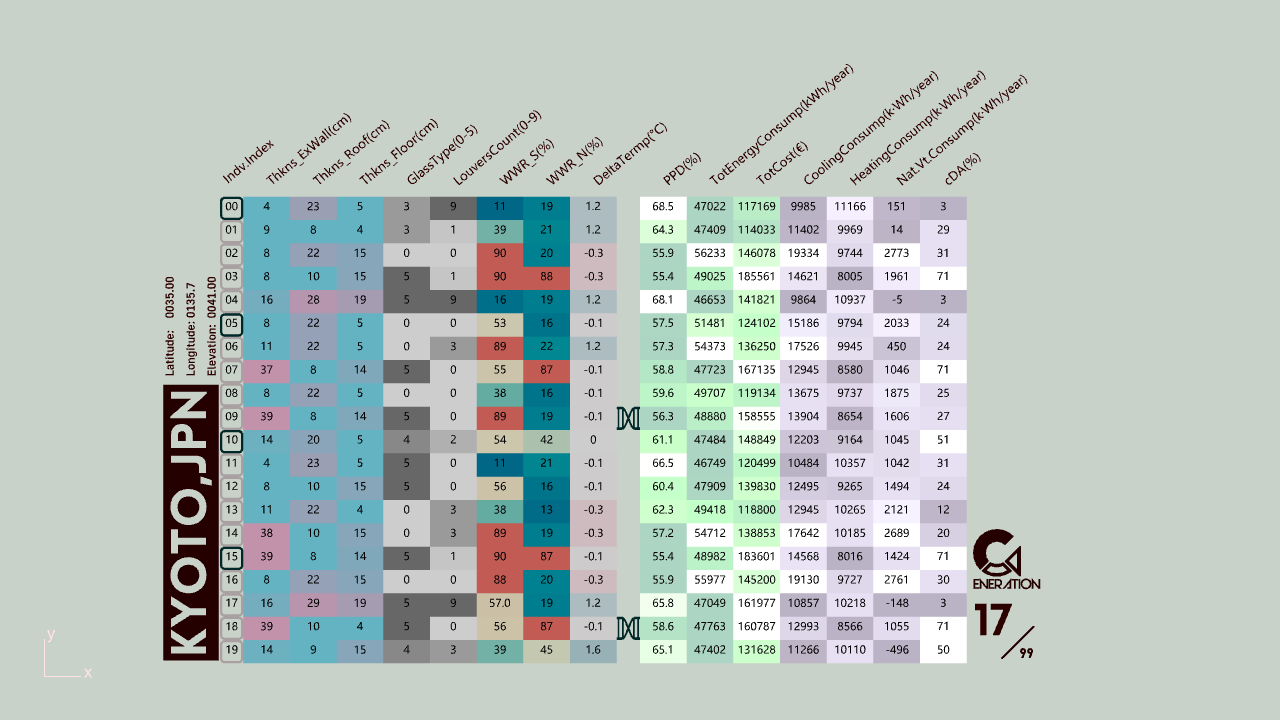 Indv.Index Thkns_ExWall(cm) Thkns_Roof(cm) Thkns_Floor(cm) GlassType(0-5) LouversCount(0-9) WWR_S(%) WWR_N(%) DeltaTermp(°C) PPD(%) TotEnergyConsump(kWh/year) TotCost(€) CoolingConsump(k·Wh/year) HeatingConsump(k·Wh/year) Nat.Vt.Consump(k·Wh/year) cDA(%)
00 4 23 5 3 9 11 19 1.2 68.5 47022 117169 9985 11166 151 3
01 9 8 4 3 1 39 21 1.2 64.3 47409 114033 11402 9969 14 29
02 8 22 15 0 0 90 20 -0.3 55.9 56233 146078 19334 9744 2773 31
03 8 10 15 5 1 90 88 -0.3 55.4 49025 185561 14621 8005 1961 71
04 16 28 19 5 9 16 19 1.2 68.1 46653 141821 9864 10937 -5 3
05 8 22 5 0 0 53 16 -0.1 57.5 51481 124102 15186 9794 2033 24
06 11 22 5 0 3 89 22 1.2 57.3 54373 136250 17526 9945 450 24
07 37 8 14 5 0 55 87 -0.1 58.8 47723 167135 12945 8580 1046 71
08 8 22 5 0 0 38 16 -0.1 59.6 49707 119134 13675 9737 1875 25
09 39 8 14 5 0 89 19 -0.1 56.3 48880 158555 13904 8654 1606 27
10 14 20 5 4 2 54 42 0 61.1 47484 148849 12203 9164 1045 51
11 4 23 5 5 0 11 21 -0.1 66.5 46749 120499 10484 10357 1042 31
12 8 10 15 5 0 56 16 -0.1 60.4 47909 139830 12495 9265 1494 24
13 11 22 4 0 3 38 13 -0.3 62.3 49418 118800 12945 10265 2121 12
14 38 10 15 0 3 89 19 -0.3 57.2 54712 138853 17642 10185 2689 20
15 39 8 14 5 1 90 87 -0.1 55.4 48982 183601 14568 8016 1424 71
16 8 22 15 0 0 88 20 -0.3 55.9 55977 145200 19130 9727 2761 30
17 16 29 19 5 9 57.0 19 1.2 65.8 47049 161977 10857 10218 -148 3
18 39 10 4 5 0 56 87 -0.1 58.6 47763 160787 12993 8566 1055 71
19 14 9 15 4 3 39 45 1.6 65.1 47402 131628 11266 10110 -496 50
Latitude: 0035.00
Longitude: 0135.7
Elevation: 0041.00
KYOTO,JPN
GENERATION
17/99
y
x